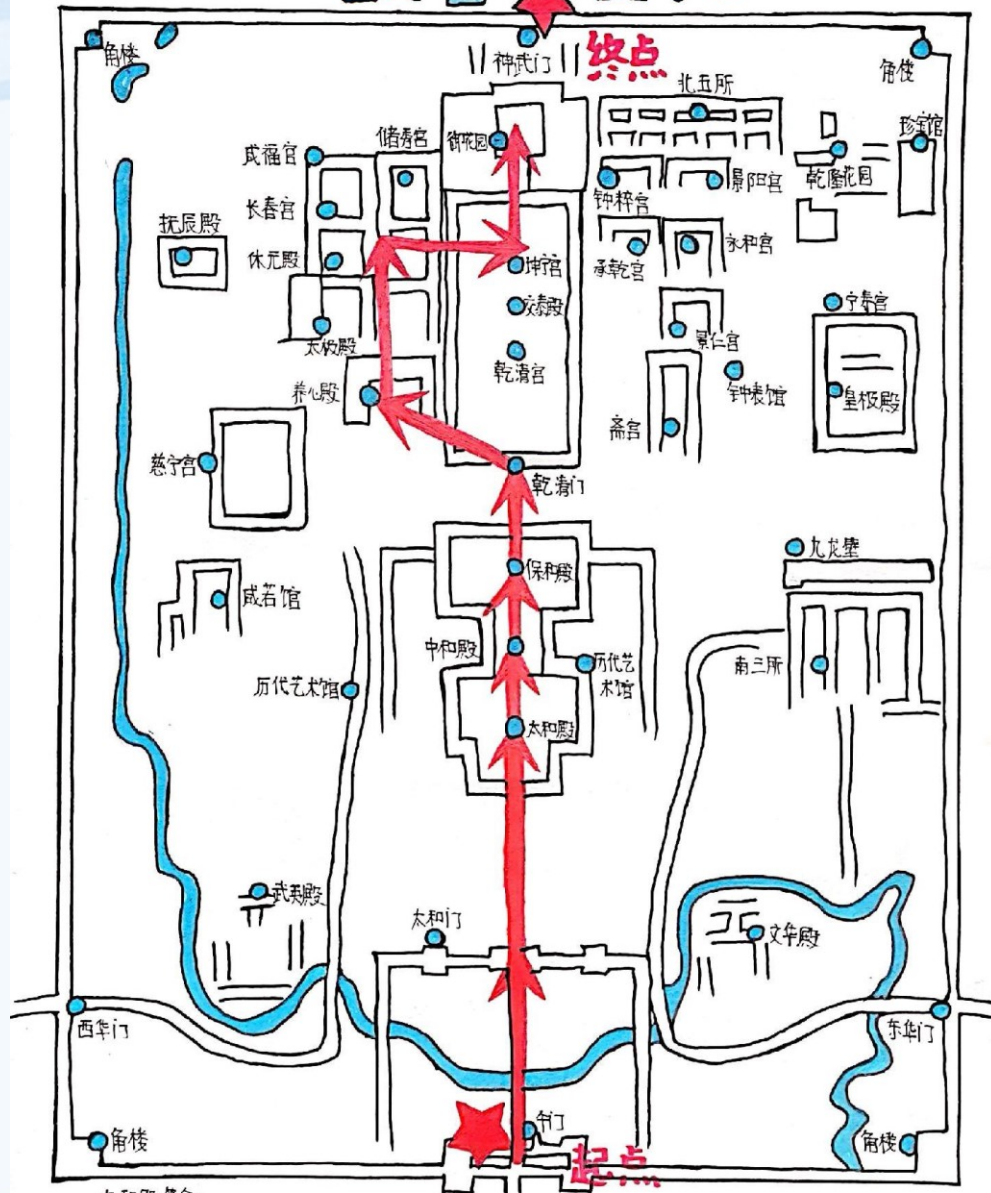 神武门
终点
角楼
角楼
北五所
储秀宫
御花园
珍宝馆
咸福宫
乾隆花园
景阳宫
钟粹宫
长春宫
抚辰殿
永和宫
休元殿
承乾宫
坤宁宫
宁寿宫
交泰殿
景仁宫
太极殿
乾清宫
钟表馆
养心殿
皇极殿
斋宫
慈宁宫
乾清门
九龙壁
保和殿
咸若馆
中和殿
历代艺
术馆
南三所
历代艺术馆
太和殿
武英殿
太和门
文华殿
西华门
东华门
午门
角楼
角楼
起点